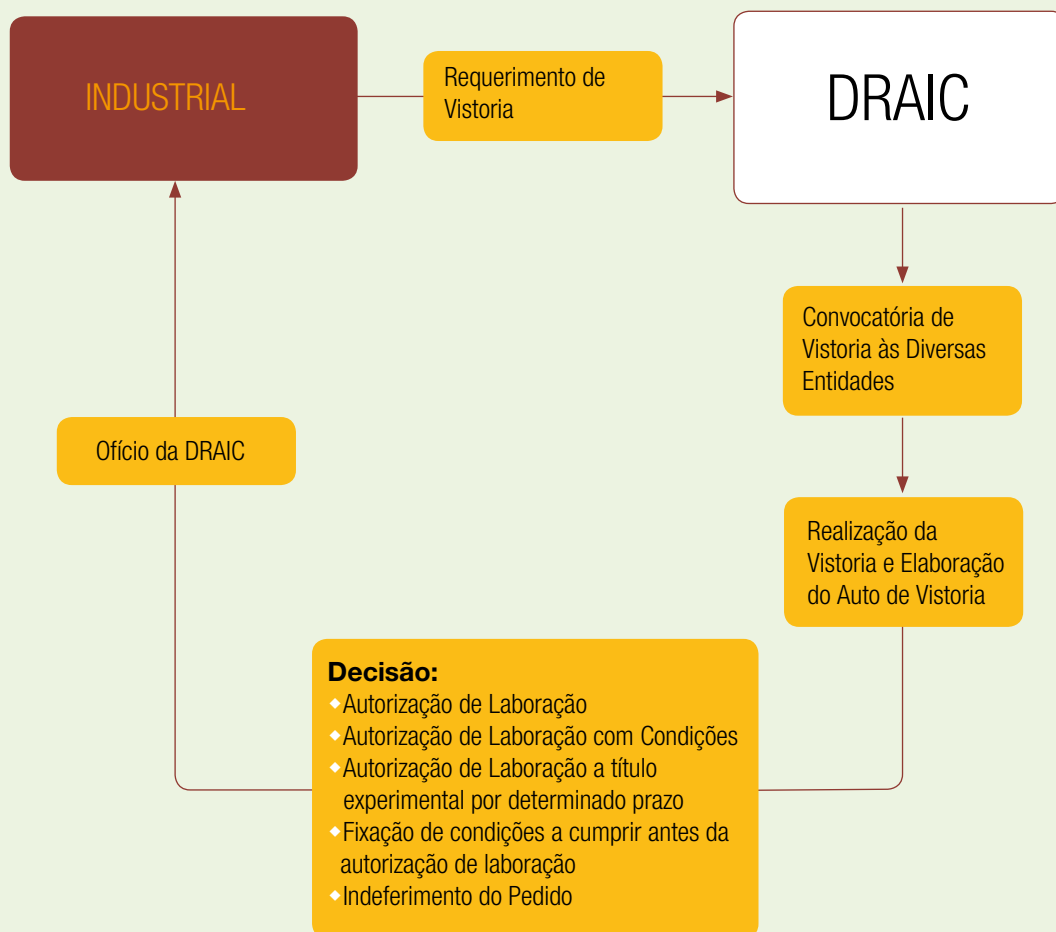 INDUSTRIAL
Requerimento de
Vistoria
DRAIC
Convocatória de
Vistoria às Diversas
Entidades
Ofício da DRAIC
Realização da
Vistoria e Elaboração
do Auto de Vistoria
Decisão:
Autorização de Laboração
Autorização de Laboração com Condições
Autorização de Laboração a título
experimental por determinado prazo
Fixação de condições a cumprir antes da
autorização de laboração
Indeferimento do Pedido